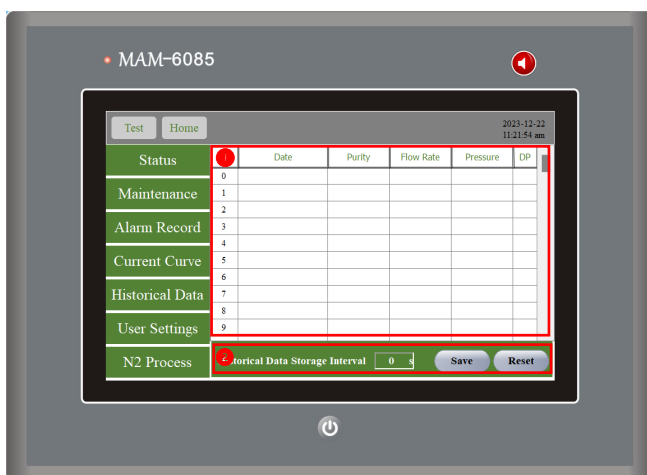 MAM-6085
Test Home 2023-12-22
11:21:54 am
Status
Maintenance
Alarm Record
Current Curve
Historical Data
User Settings
N2 Process
Date Purity Flow Rate Pressure DP
0
1
2
3
4
5
6
7
8
9
torical Data Storage Interval 0 s Save Reset